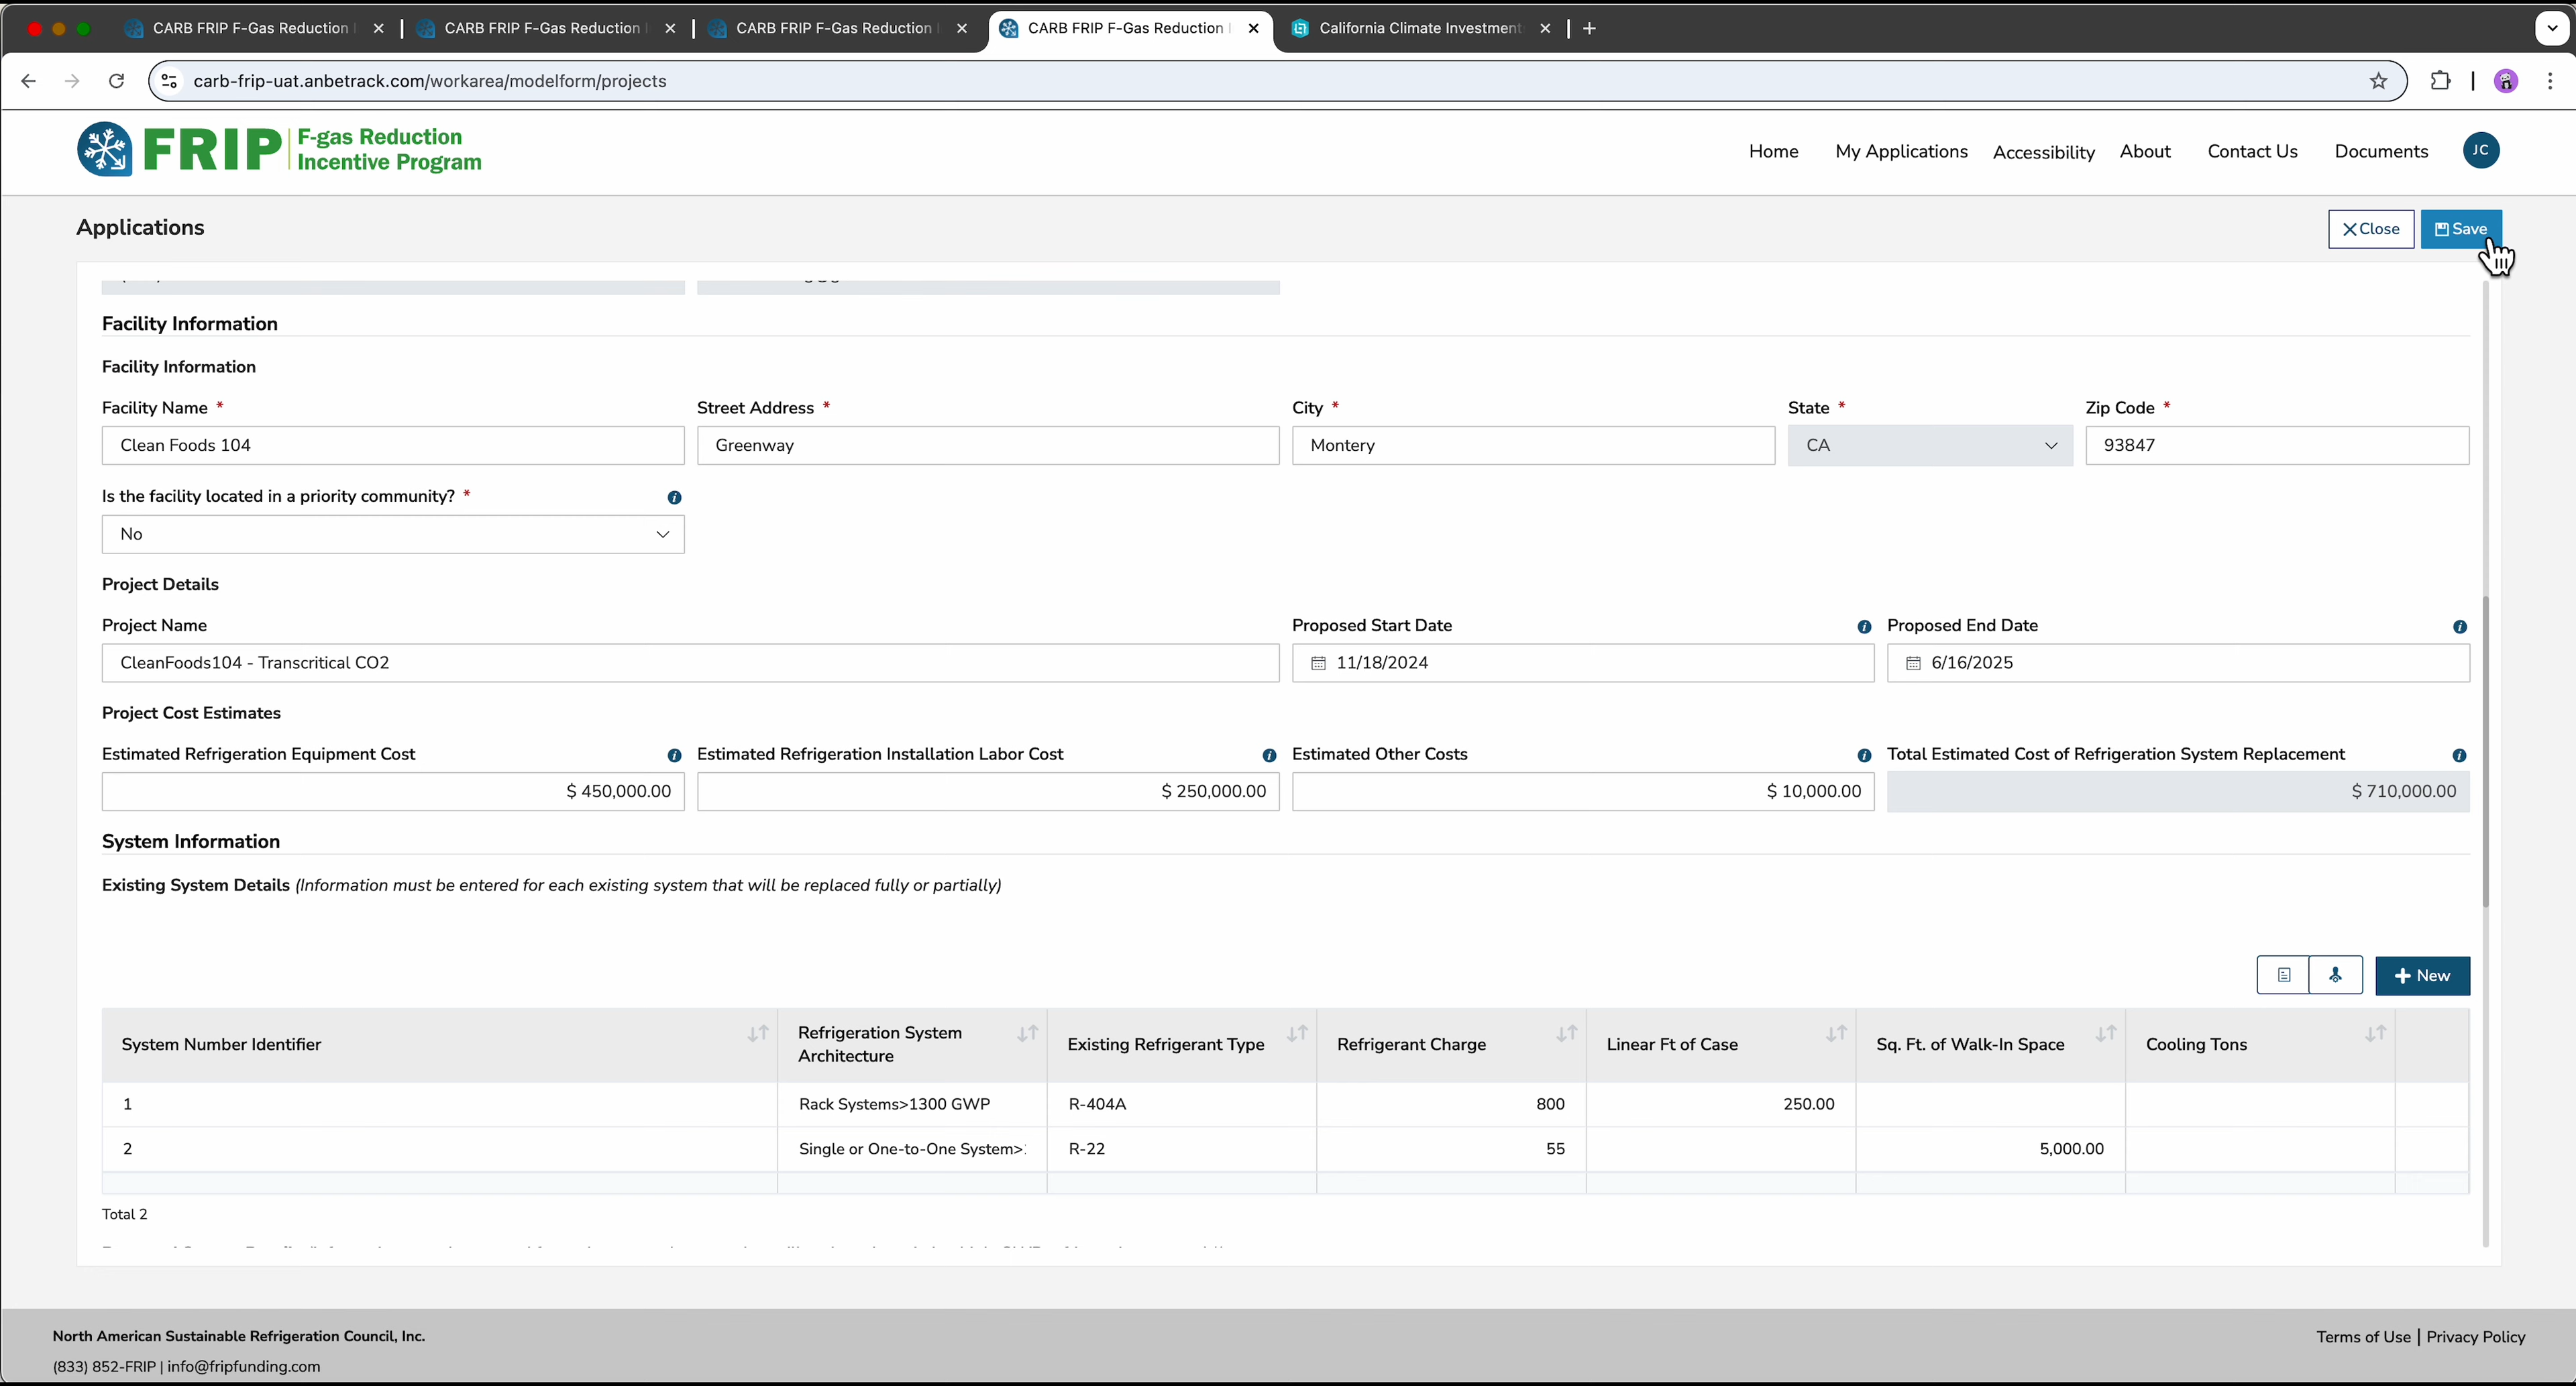 CARB FRIP F-Gas Reduction
CARB FRIP F-Gas Reduction
CARB FRIP F-Gas Reduction
CARB FRIP F-Gas Reduction
California Climate Investment
carb-frip-uat.anbetrack.com/workarea/modelform/projects
FRIP F-gas Reduction
Incentive Program
Home My Applications Accessibility About Contact Us Documents JC
Applications
Close Save
Facility Information
Facility Information
Facility Name * Street Address * City * State * Zip Code *
Clean Foods 104 Greenway Montery CA 93847
Is the facility located in a priority community? *
No
Project Details
Project Name Proposed Start Date Proposed End Date
CleanFoods104 - Transcritical CO2 11/18/2024 6/16/2025
Project Cost Estimates
Estimated Refrigeration Equipment Cost Estimated Refrigeration Installation Labor Cost Estimated Other Costs Total Estimated Cost of Refrigeration System Replacement
$ 450,000.00 $ 250,000.00 $ 10,000.00 $ 710,000.00
System Information
Existing System Details (Information must be entered for each existing system that will be replaced fully or partially)
+ New
System Number Identifier Refrigeration System Architecture Existing Refrigerant Type Refrigerant Charge Linear Ft of Case Sq. Ft. of Walk-In Space Cooling Tons
1 Rack Systems>1300 GWP R-404A 800 250.00
2 Single or One-to-One System> R-22 55 5,000.00
Total 2
North American Sustainable Refrigeration Council, Inc.
Terms of Use | Privacy Policy
(833) 852-FRIP | info@fripfunding.com